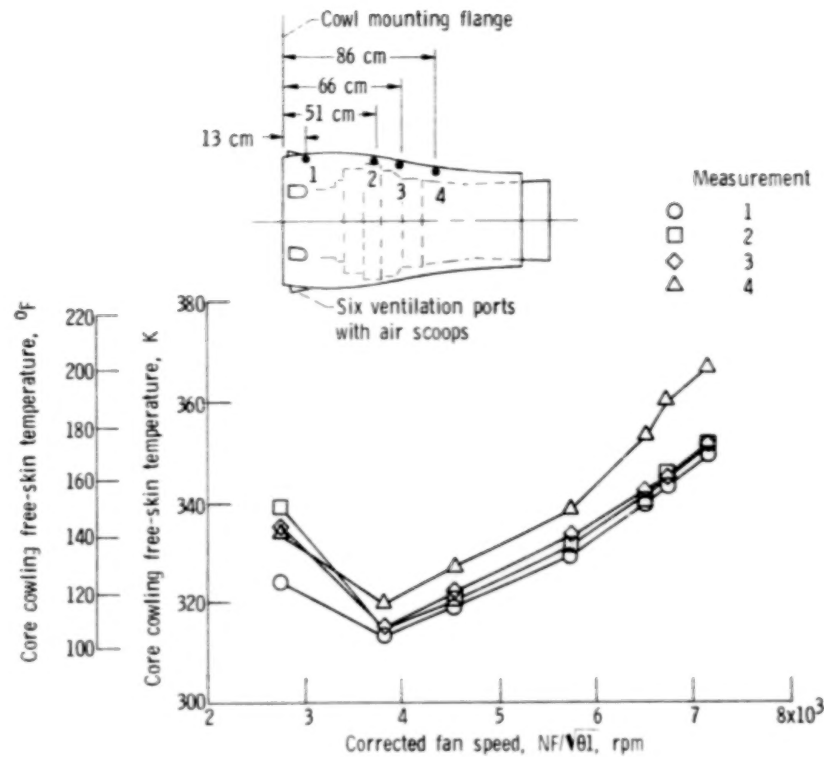 Cowl mounting flange
86 cm
66 cm
51 cm
13 cm
1
2
3
4
Measurement
1
2
3
4
Six ventilation ports
with air scoops
Core cowling free-skin temperature, °F
220
200
180
160
140
120
100
Core cowling free-skin temperature, K
380
360
340
320
300
2 3 4 5 6 7 8x10³
Corrected fan speed, NF/√θ1, rpm